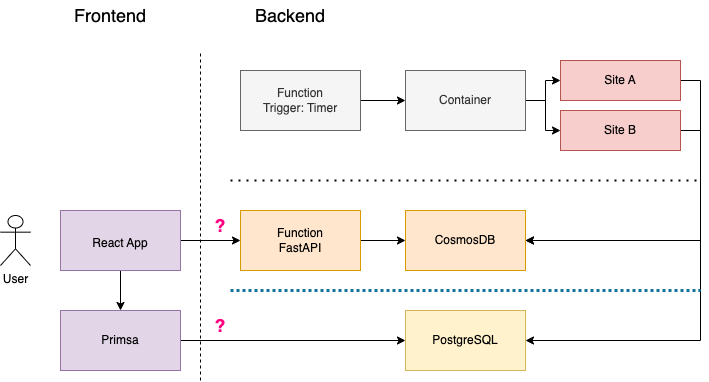 Frontend
Backend
Function
Trigger: Timer
Container
Site A
Site B
?
React App
Function
FastAPI
CosmosDB
User
?
Primsa
PostgreSQL